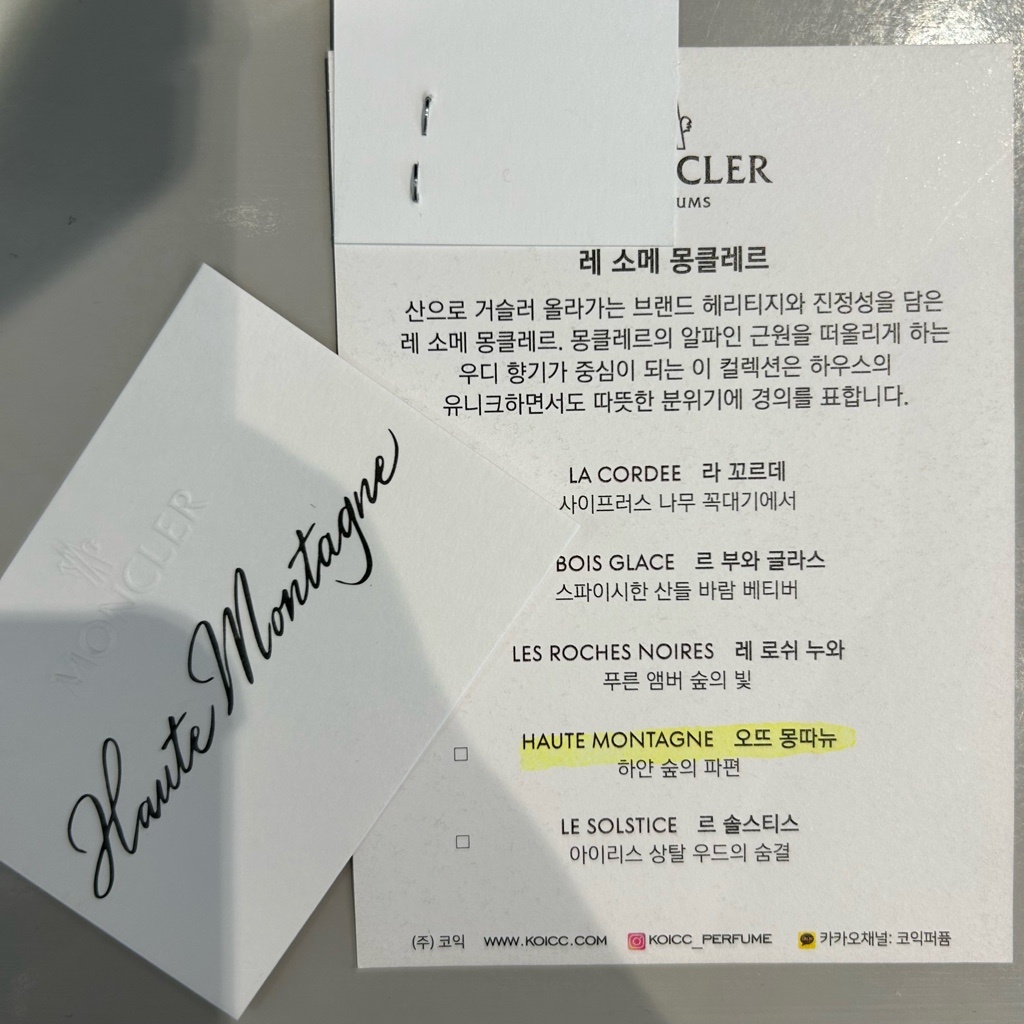 CLER
UMS
레 소메 몽클레르
산으로 거슬러 올라가는 브랜드 헤리티지와 진정성을 담은
레 소메 몽클레르. 몽클레르의 알파인 근원을 떠올리게 하는
우디 향기가 중심이 되는 이 컬렉션은 하우스의
유니크하면서도 따뜻한 분위기에 경의를 표합니다.
LA CORDEE 라 꼬르데
사이프러스 나무 꼭대기에서
BOIS GLACE 르 부와 글라스
스파이시한 산들 바람 베티버
LES ROCHES NOIRES 레 로쉬 누와
푸른 앰버 숲의 빛
HAUTE MONTAGNE 오뜨 몽따뉴
하얀 숲의 파편
LE SOLSTICE 르 솔스티스
아이리스 상탈 우드의 숨결
(주) 코익 WWW.KOICC.COM KOICC_PERFUME 카카오채널: 코익퍼퓸
MONCLER
Haute Montagne